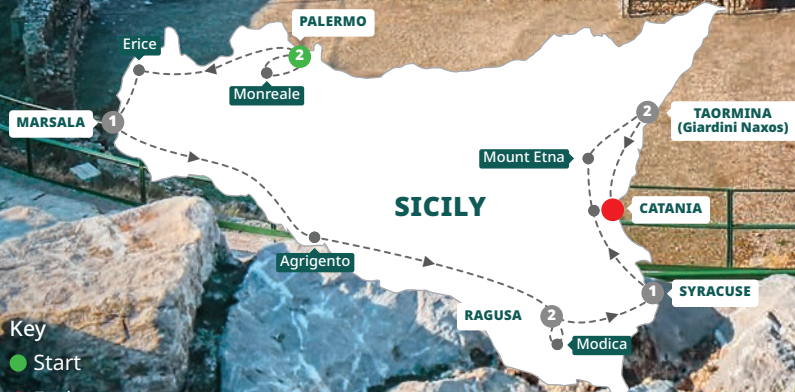 PALERMO
2
Erice
Monreale
MARSALA
1
2
TAORMINA
(Giardini Naxos)
Mount Etna
SICILY
CATANIA
Agrigento
RAGUSA
2
1
SYRACUSE
Modica
Key
Start